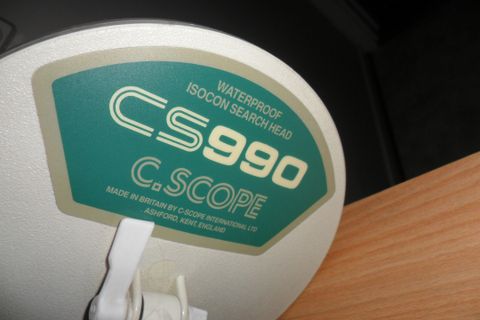 WATERPROOF
ISOCON SEARCH HEAD
CS990
C.SCOPE
MADE IN BRITAIN BY C-SCOPE INTERNATIONAL LTD
ASHFORD, KENT, ENGLAND